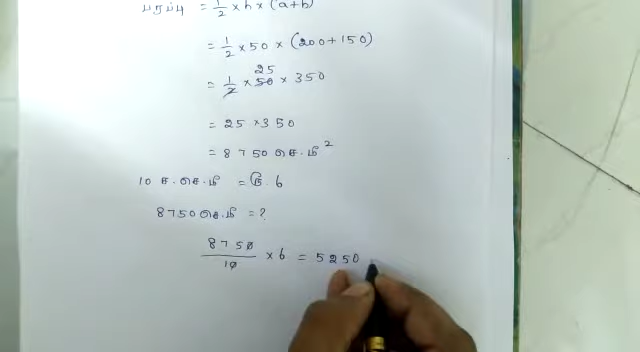 பரப்பு = 1/2 × h × (a+b)
= 1/2 × 50 × (200+150)
= 1/2 × 50 25 × 350
= 25 × 350
= 8750 செ.மீ²
10 ச.செ.மீ = ரூ.6
8750 செ.மீ = ?
8750/10 × 6 = 5250